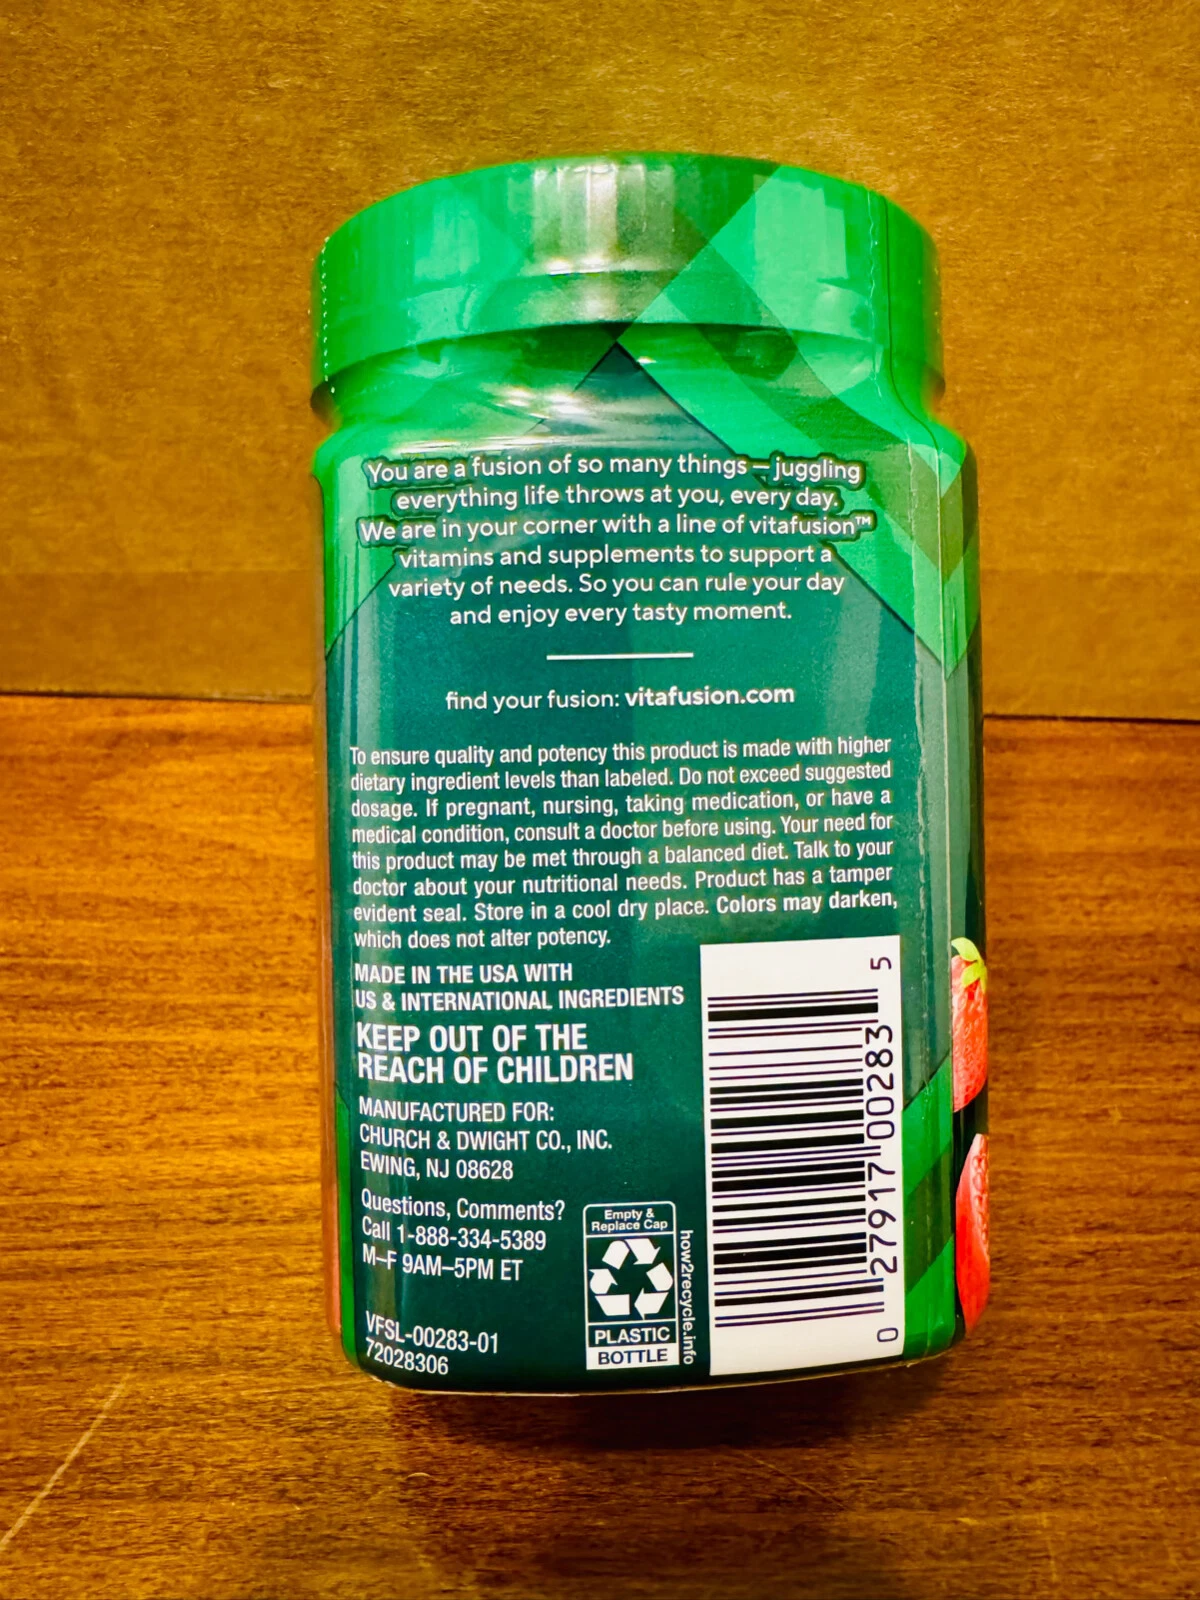 You are a fusion of so many things – juggling
everything life throws at you, every day.
We are in your corner with a line of vitafusion™
vitamins and supplements to support a
variety of needs. So you can rule your day
and enjoy every tasty moment.
find your fusion: vitafusion.com
To ensure quality and potency this product is made with higher
dietary ingredient levels than labeled. Do not exceed suggested
dosage. If pregnant, nursing, taking medication, or have a
medical condition, consult a doctor before using. Your need for
this product may be met through a balanced diet. Talk to your
doctor about your nutritional needs. Product has a tamper
evident seal. Store in a cool dry place. Colors may darken,
which does not alter potency.
MADE IN THE USA WITH
US & INTERNATIONAL INGREDIENTS
KEEP OUT OF THE
REACH OF CHILDREN
MANUFACTURED FOR:
CHURCH & DWIGHT CO., INC.
EWING, NJ 08628
Questions, Comments?
Call 1-888-334-5389
M–F 9AM–5PM ET
VFSL-00283-01
72028306
Empty &
Replace Cap
PLASTIC
BOTTLE
how2recycle.info
0 27917 00283 5